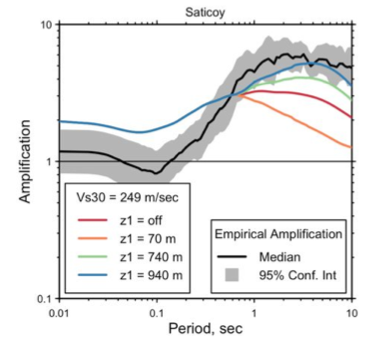 Saticoy
10
1
0.1
Amplification
Vs30 = 249 m/sec
z1 = off
z1 = 70 m
z1 = 740 m
z1 = 940 m
Empirical Amplification
Median
95% Conf. Int
0.01
0.1
1
10
Period, sec